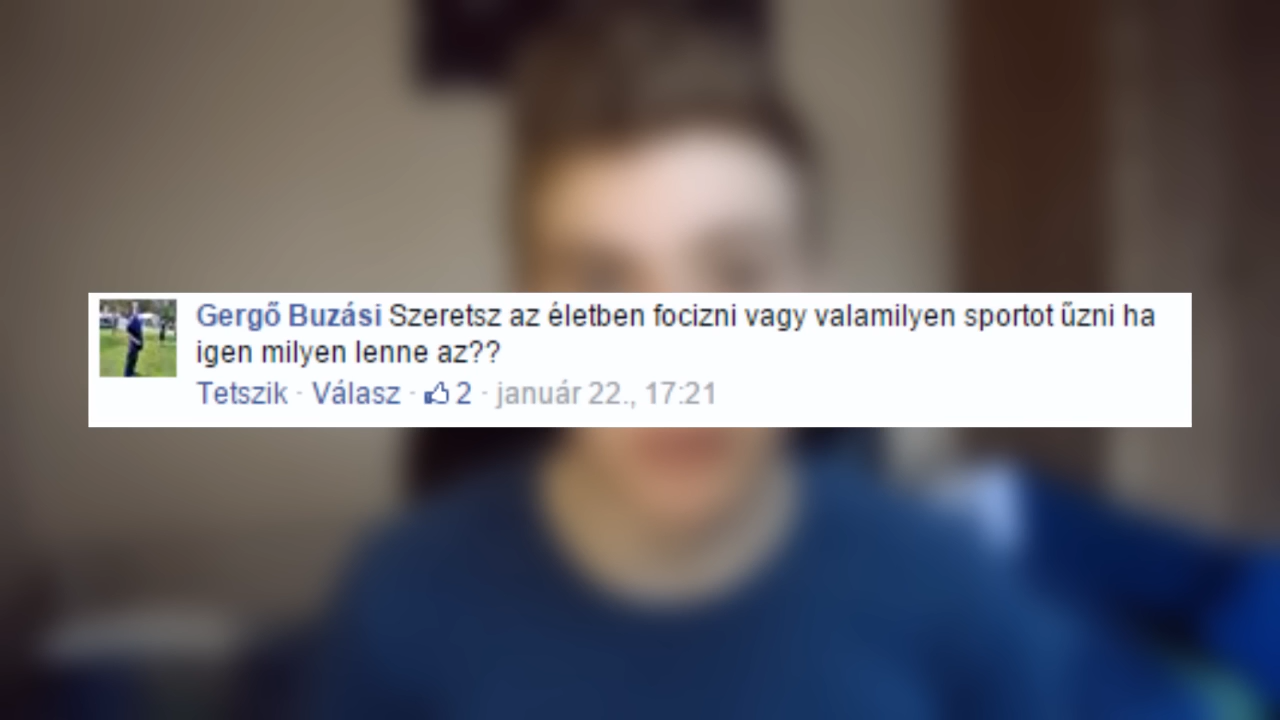 Gergő Buzási Szeretsz az életben focizni vagy valamilyen sportot űzni ha
igen milyen lenne az??
Tetszik · Válasz · 2 · január 22., 17:21